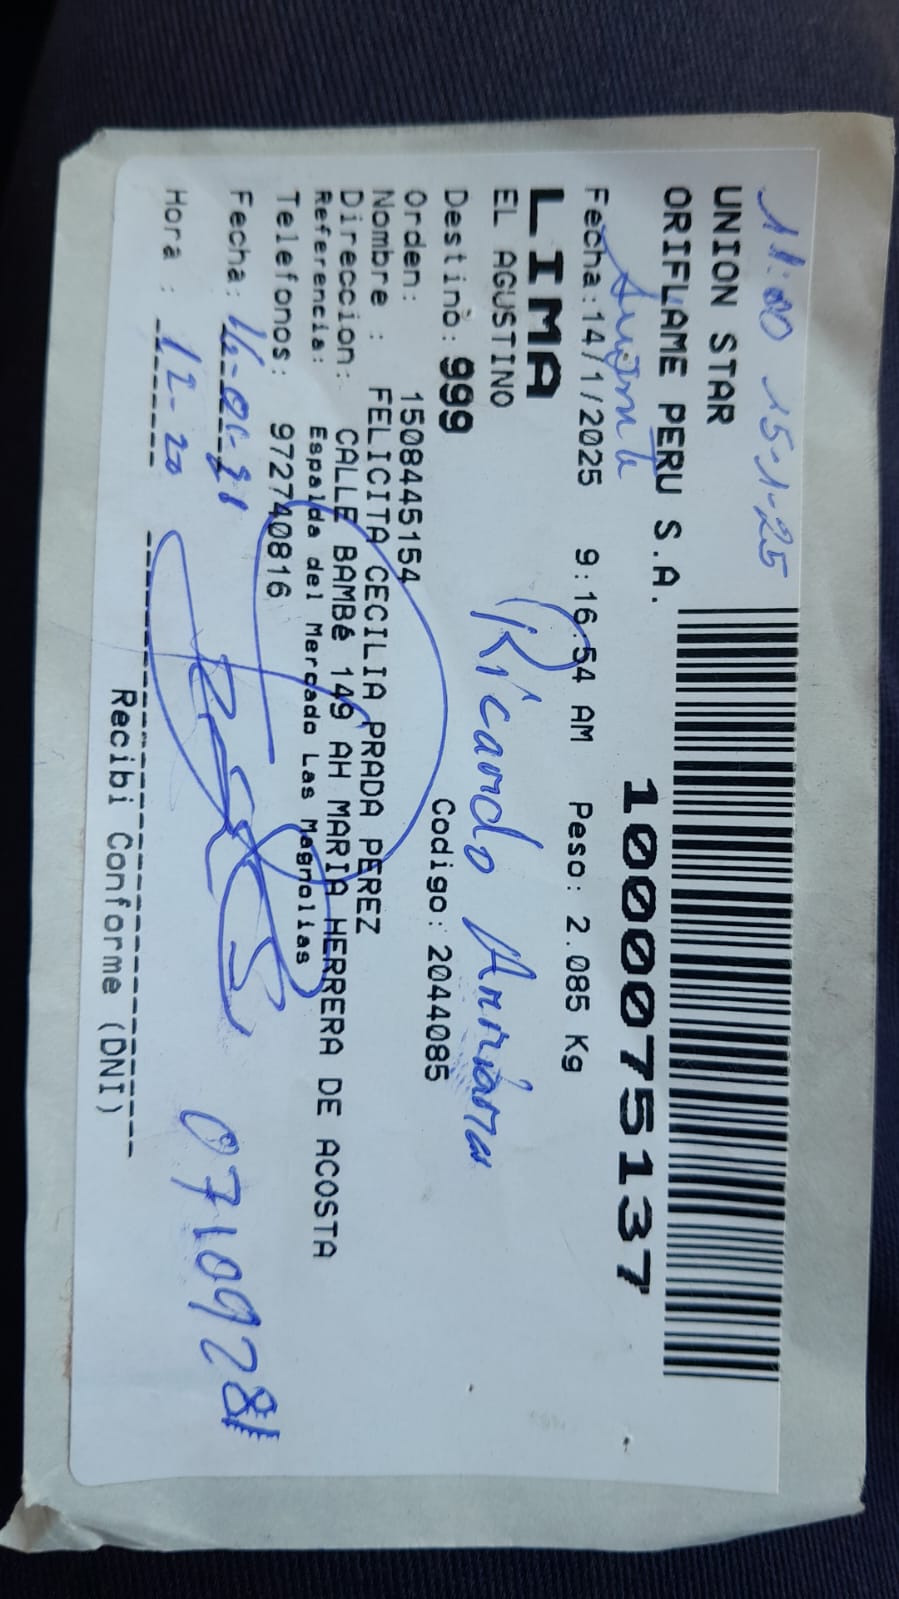 11:00 15-1-25
UNION STAR
ORIFLAME PERU S.A.
1000075137
Fecha:14/1/2025 9:16:54 AM Peso: 2.085 Kg
LIMA
EL AGUSTINO
Ricardo
Destino: 999
Orden: 1508445154 Codigo: 2044085
Nombre : FELICITA CECILIA PRADA PEREZ
Direccion: CALLE BAMBé 149 AH MARIA HERRERA DE ACOSTA
Referencia: Espalda del Mercado Las Magnolias
Telefonos: 972740816
Fecha:
Hora : 12-20
Recibi Conforme (DNI)